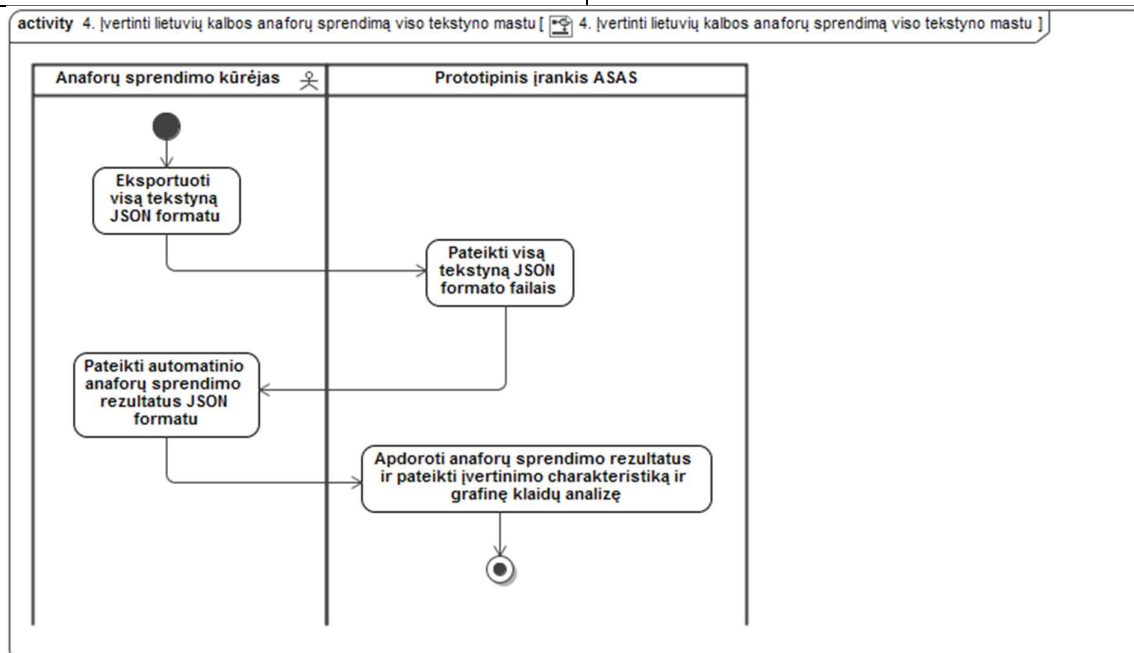 activity 4. Įvertinti lietuvių kalbos anaforų sprendimą viso tekstyno mastu [ 4. Įvertinti lietuvių kalbos anaforų sprendimą viso tekstyno mastu ]
Anaforų sprendimo kūrėjas
Prototipinis įrankis ASAS
Eksportuoti
visą tekstyną
JSON formatu
Pateikti visą
tekstyną JSON
formato failais
Pateikti automatinio
anaforų sprendimo
rezultatus JSON
formatu
Apdoroti anaforų sprendimo rezultatus
ir pateikti įvertinimo charakteristiką ir
grafinę klaidų analizę